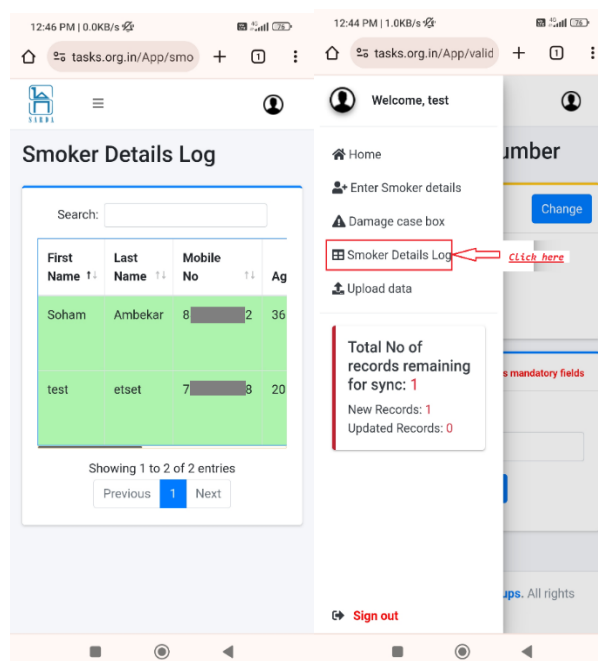 12:46 PM | 0.0KB/s
tasks.org.in/App/smo
1
SARDA
Smoker Details Log
Search:
First Name
Last Name
Mobile No
Ag
Soham
Ambekar
8 2
36
test
etset
7 8
20
Showing 1 to 2 of 2 entries
Previous 1 Next
12:44 PM | 1.0KB/s
tasks.org.in/App/valid
1
Welcome, test
umber
Home
Enter Smoker details
Change
Damage case box
Smoker Details Log
Click here
Upload data
Total No of
records remaining
for sync: 1
s mandatory fields
New Records: 1
Updated Records: 0
ups. All rights
Sign out